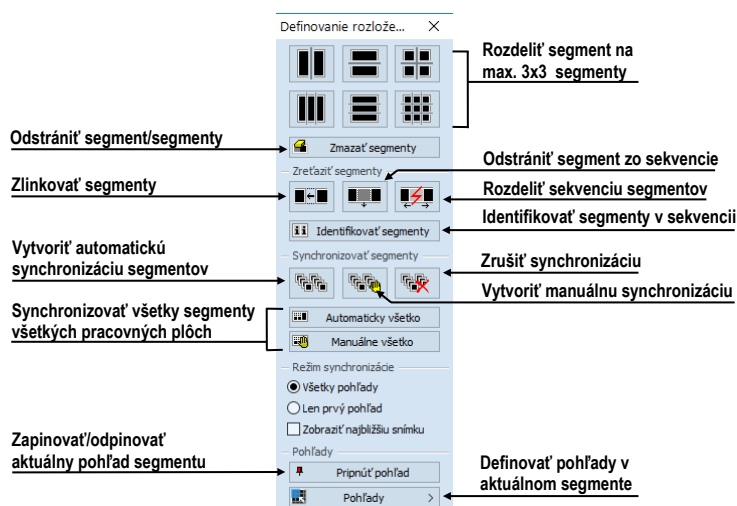 Definovanie rozlože...
Rozdeliť segment na
max. 3x3 segmenty
Odstrániť segment/segmenty
Zmazať segmenty
Zreťaziť segmenty
Odstrániť segment zo sekvencie
Zlinkovať segmenty
Rozdeliť sekvenciu segmentov
Identifikovať segmenty v sekvencii
Identifikovať segmenty
Vytvoriť automatickú
synchronizáciu segmentov
Synchronizovať segmenty
Zrušiť synchronizáciu
Vytvoriť manuálnu synchronizáciu
Synchronizovať všetky segmenty
všetkých pracovných plôch
Automaticky všetko
Manuálne všetko
Režim synchronizácie
Všetky pohľady
Len prvý pohľad
Zobraziť najbližšiu snímku
Pohľady
Zapinovať/odpinovať
aktuálny pohľad segmentu
Pripnúť pohľad
Definovať pohľady v
aktuálnom segmente
Pohľady